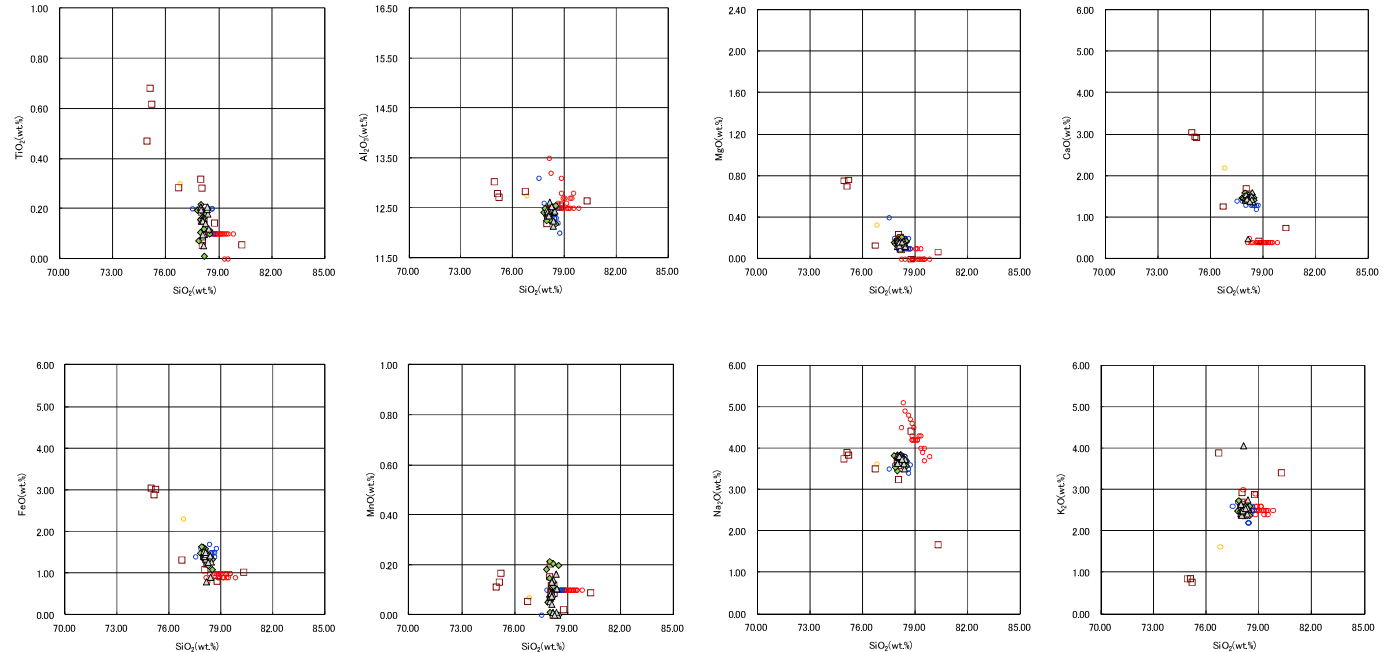 1.00 16.50 2.40 6.00
0.80 15.50 2.00 5.00
0.60 14.50 1.60 4.00
TiO₂(wt.%) Al₂O₃(wt.%) MgO(wt.%) CaO(wt.%)
1.20 3.00
0.40 13.50 0.80 2.00
0.20 12.50 0.40 1.00
0.00 11.50 0.00 0.00
70.00 73.00 76.00 79.00 82.00 85.00 70.00 73.00 76.00 79.00 82.00 85.00 70.00 73.00 76.00 79.00 82.00 85.00 70.00 73.00 76.00 79.00 82.00 85.00
SiO₂(wt.%) SiO₂(wt.%) SiO₂(wt.%) SiO₂(wt.%)
6.00 1.00 6.00 6.00
5.00 0.80 5.00 5.00
4.00 0.60 4.00 4.00
FeO(wt.%) MnO(wt.%) Na₂O(wt.%) K₂O(wt.%)
3.00 0.40 3.00 3.00
2.00 0.20 2.00 2.00
1.00 1.00 1.00
0.00 0.00 0.00 0.00
70.00 73.00 76.00 79.00 82.00 85.00 70.00 73.00 76.00 79.00 82.00 85.00 70.00 73.00 76.00 79.00 82.00 85.00 70.00 73.00 76.00 79.00 82.00 85.00
SiO₂(wt.%) SiO₂(wt.%) SiO₂(wt.%) SiO₂(wt.%)